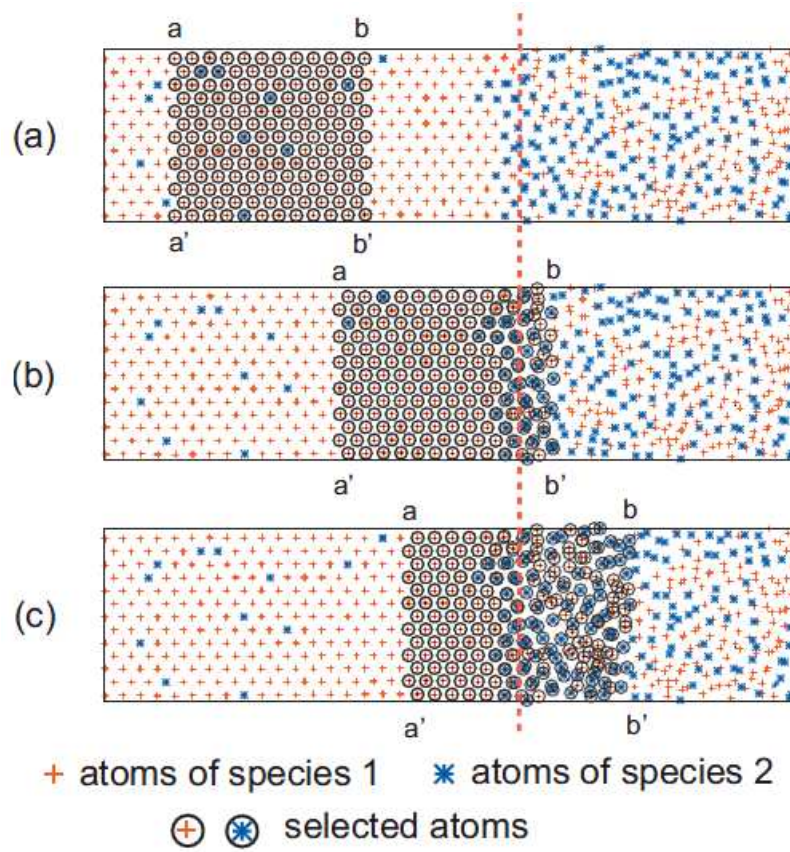 a b
(a)
a' b'
a b
(b)
a' b'
a b
(c)
a' b'
atoms of species 1 atoms of species 2
selected atoms